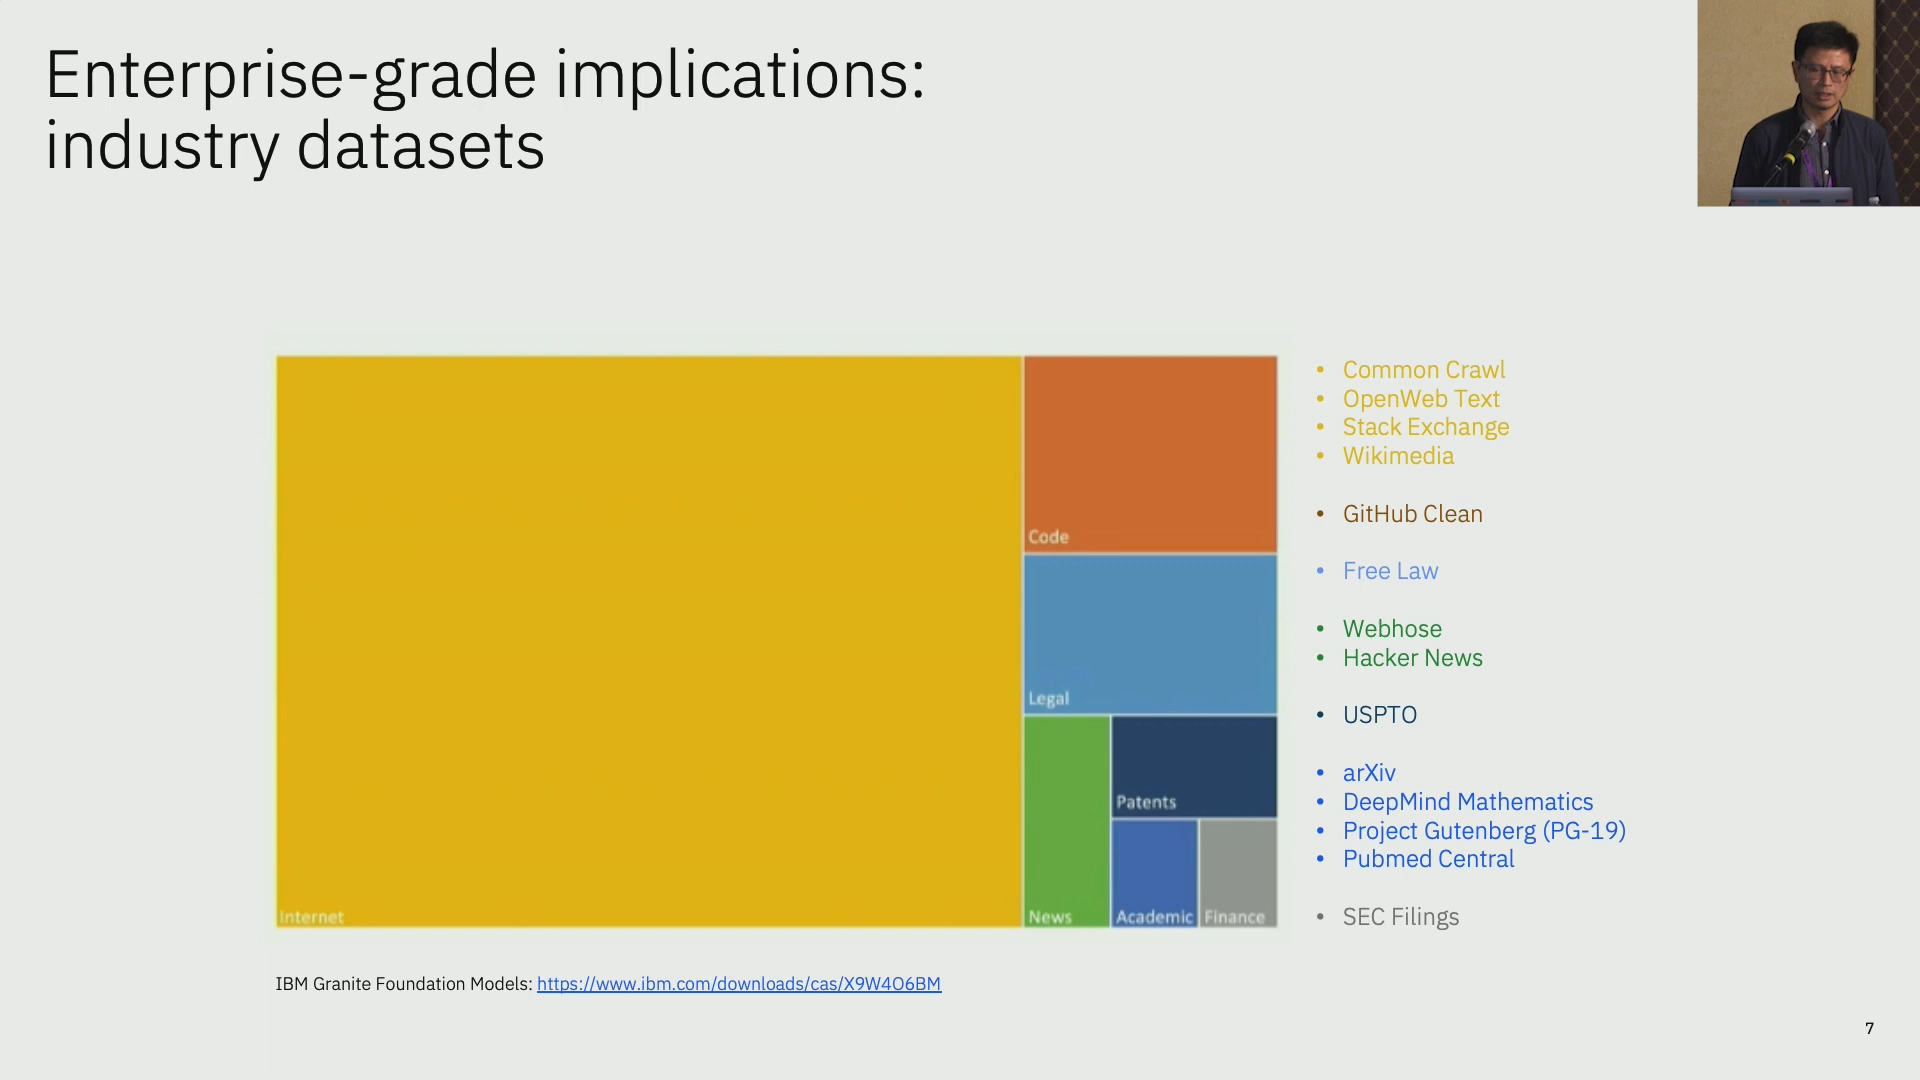 Enterprise-grade implications:
industry datasets
Internet
Code
Legal
News
Patents
Academic
Finance
• Common Crawl
• OpenWeb Text
• Stack Exchange
• Wikimedia
• GitHub Clean
• Free Law
• Webhose
• Hacker News
• USPTO
• arXiv
• DeepMind Mathematics
• Project Gutenberg (PG-19)
• Pubmed Central
• SEC Filings
IBM Granite Foundation Models: https://www.ibm.com/downloads/cas/X9W4O6BM
7